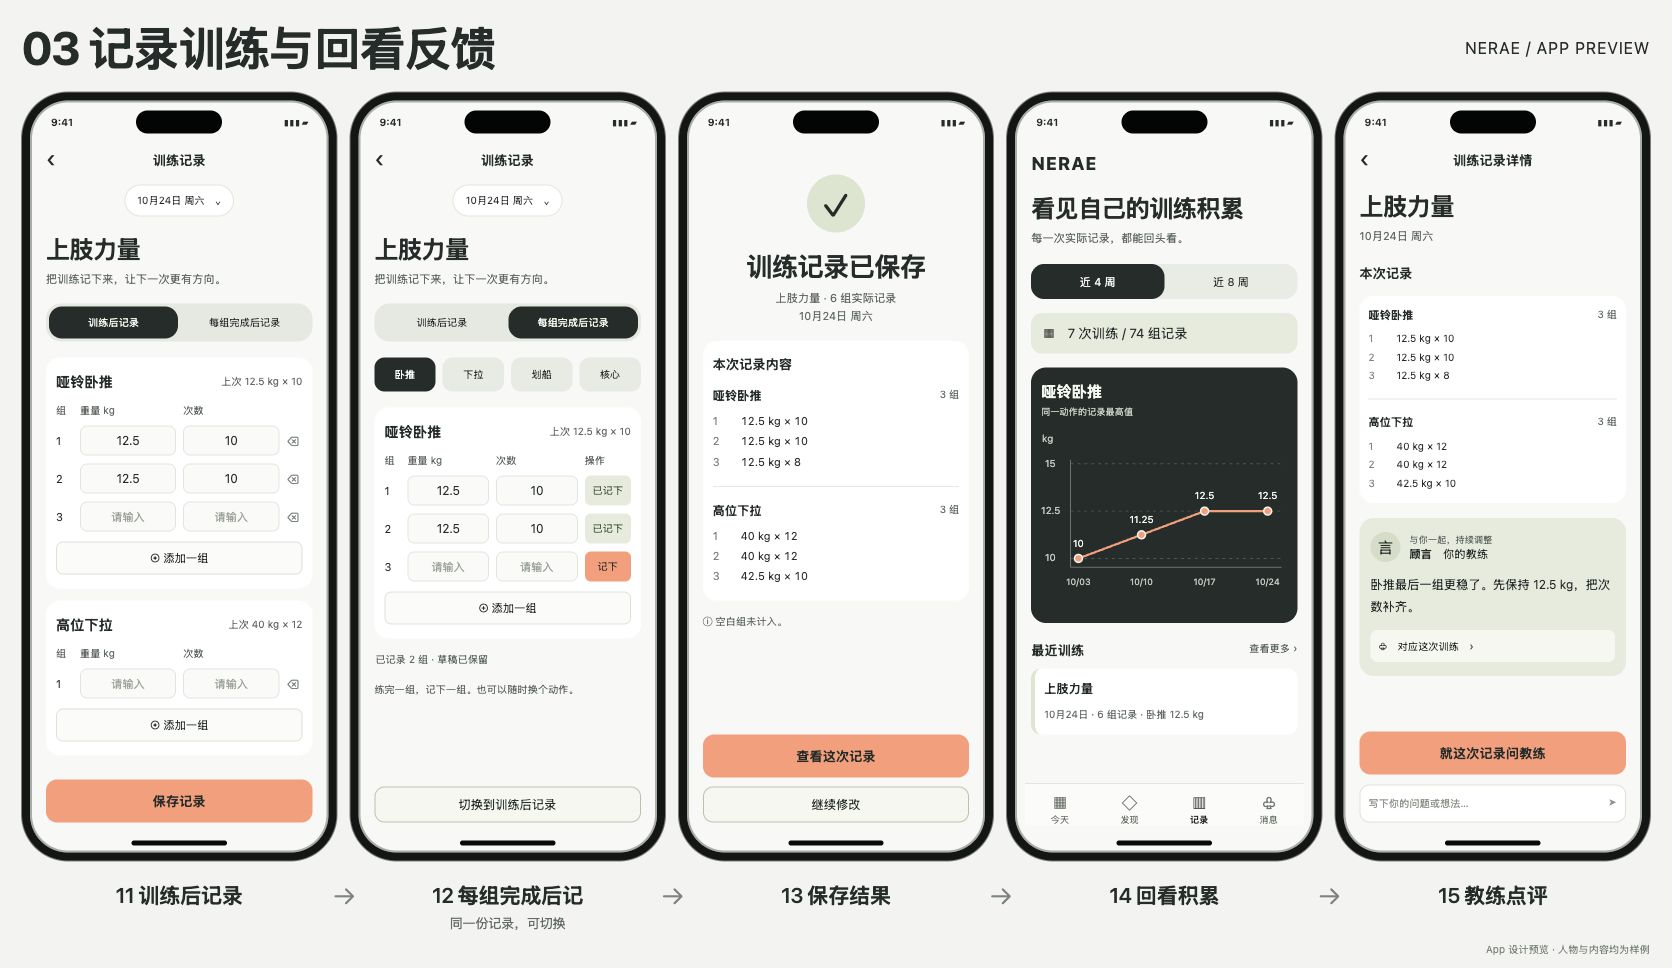 03 记录训练与回看反馈
NERAE / APP PREVIEW
9:41
训练记录
10月24日 周六
上肢力量
把训练记下来，让下一次更有方向。
训练后记录 每组完成后记录
哑铃卧推 上次 12.5 kg × 10
组 重量 kg 次数
1 12.5 10
2 12.5 10
3 请输入 请输入
添加一组
高位下拉 上次 40 kg × 12
组 重量 kg 次数
1 请输入 请输入
添加一组
保存记录
11 训练后记录
9:41
训练记录
10月24日 周六
上肢力量
把训练记下来，让下一次更有方向。
训练后记录 每组完成后记录
卧推 下拉 划船 核心
哑铃卧推 上次 12.5 kg × 10
组 重量 kg 次数 操作
1 12.5 10 已记下
2 12.5 10 已记下
3 请输入 请输入 记下
添加一组
已记录 2 组 · 草稿已保留
练完一组，记下一组。也可以随时换个动作。
切换到训练后记录
12 每组完成后记
同一份记录，可切换
9:41
训练记录已保存
上肢力量 · 6 组实际记录
10月24日 周六
本次记录内容
哑铃卧推 3 组
1 12.5 kg × 10
2 12.5 kg × 10
3 12.5 kg × 8
高位下拉 3 组
1 40 kg × 12
2 40 kg × 12
3 42.5 kg × 10
空白组未计入。
查看这次记录
继续修改
13 保存结果
9:41
NERAE
看见自己的训练积累
每一次实际记录，都能回头看。
近 4 周 近 8 周
7 次训练 / 74 组记录
哑铃卧推
同一动作的记录最高值
kg
15
12.5 12.5
12.5
11.25
10
10
10/03 10/10 10/17 10/24
最近训练 查看更多 ›
上肢力量
10月24日 · 6 组记录 · 卧推 12.5 kg
今天 发现 记录 消息
14 回看积累
9:41
训练记录详情
上肢力量
10月24日 周六
本次记录
哑铃卧推 3 组
1 12.5 kg × 10
2 12.5 kg × 10
3 12.5 kg × 8
高位下拉 3 组
1 40 kg × 12
2 40 kg × 12
3 42.5 kg × 10
言
与你一起，持续调整
顾言 你的教练
卧推最后一组更稳了。先保持 12.5 kg，把次
数补齐。
对应这次训练 ›
就这次记录问教练
写下你的问题或想法...
15 教练点评
App 设计预览 · 人物与内容均为样例